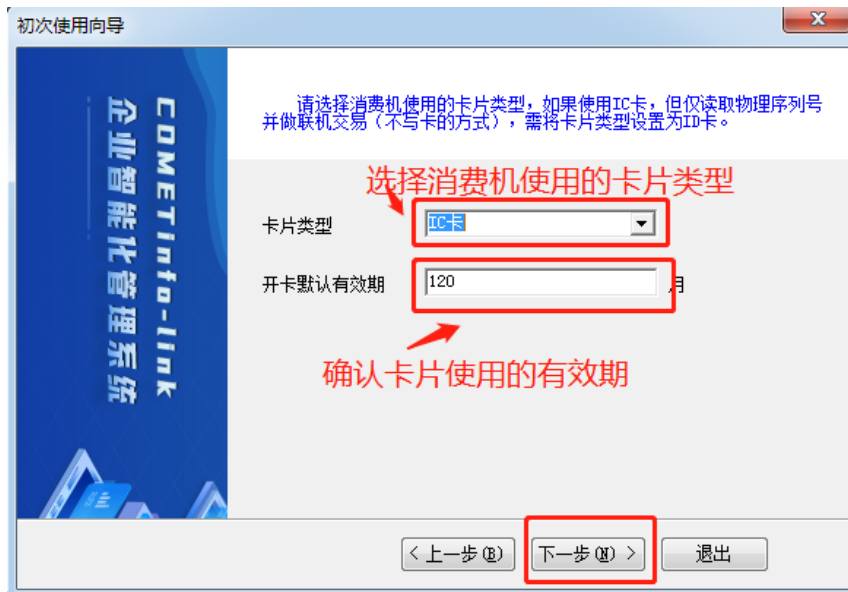 初次使用向导
COMETinfo-link
企业智能化管理系统
请选择消费机使用的卡片类型，如果使用IC卡，但仅读取物理序列号
并做联机交易（不写卡的方式），需将卡片类型设置为ID卡。
选择消费机使用的卡片类型
卡片类型 IC卡
开卡默认有效期 120 月
确认卡片使用的有效期
< 上一步(B) 下一步(N) > 退出